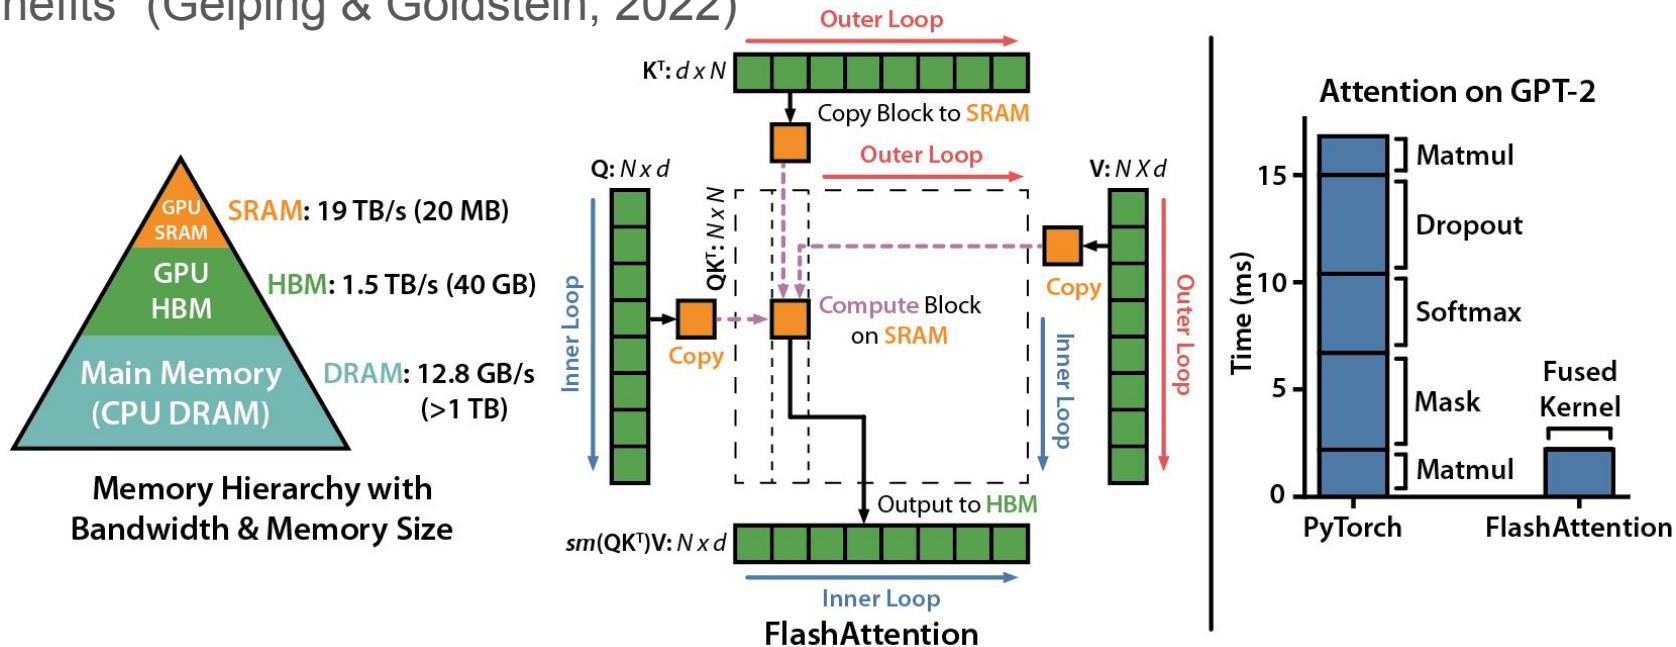 nefits" (Geiping & Goldstein, 2022)
GPU
SRAM
GPU
HBM
Main Memory
(CPU DRAM)
SRAM: 19 TB/s (20 MB)
HBM: 1.5 TB/s (40 GB)
DRAM: 12.8 GB/s
(>1 TB)
Memory Hierarchy with
Bandwidth & Memory Size
Outer Loop
Kᵀ: d x N
Copy Block to SRAM
Outer Loop
Q: N x d
V: N X d
QKᵀ: N x N
Inner Loop
Copy
Compute Block
on SRAM
Copy
Inner Loop
Outer Loop
Output to HBM
sm(QKᵀ)V: N x d
Inner Loop
FlashAttention
Attention on GPT-2
Time (ms)
15
10
5
0
Matmul
Dropout
Softmax
Mask
Matmul
Fused
Kernel
PyTorch
FlashAttention